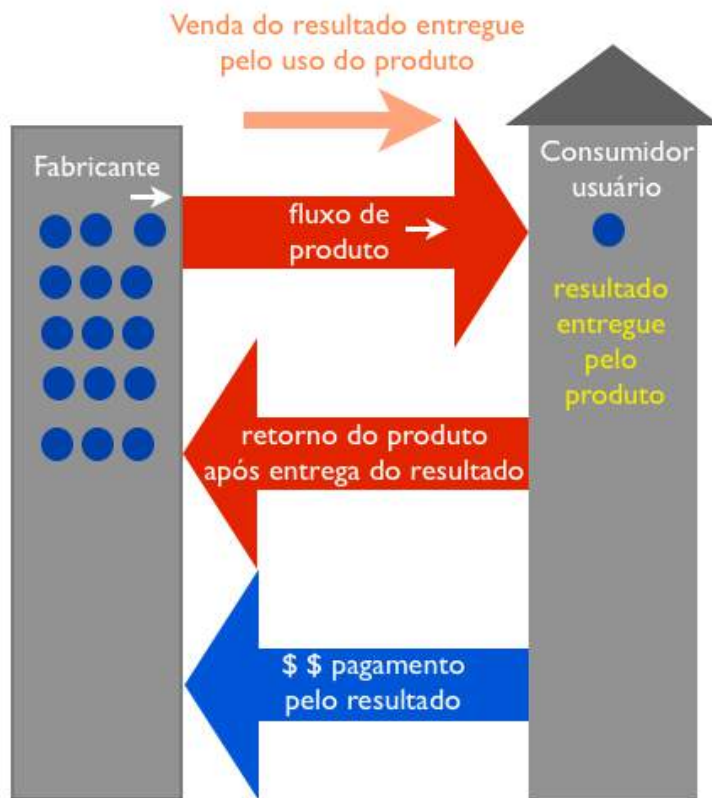 Venda do resultado entregue
pelo uso do produto
Fabricante
fluxo de
produto
Consumidor
usuário
resultado
entregue
pelo
produto
retorno do produto
após entrega do resultado
$ $ pagamento
pelo resultado